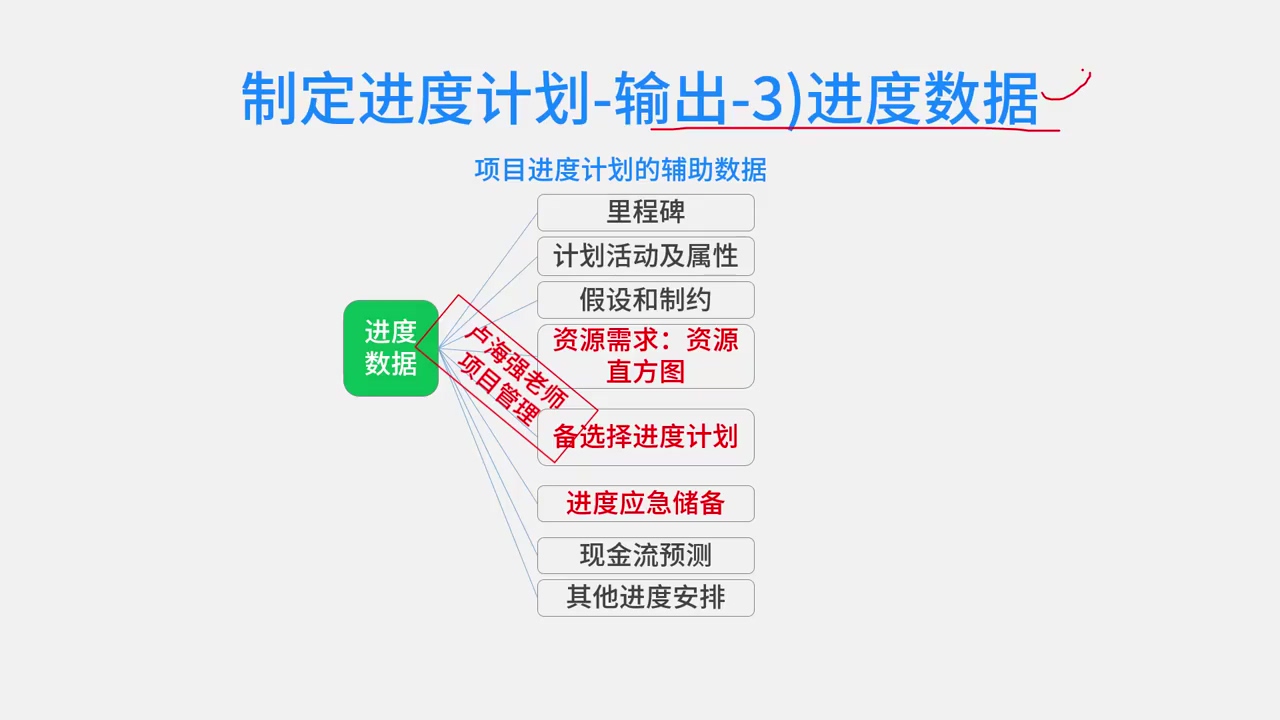 制定进度计划-输出-3)进度数据
项目进度计划的辅助数据
里程碑
计划活动及属性
假设和制约
进度
数据
资源需求：资源
直方图
卢海强老师
项目管理
备选择进度计划
进度应急储备
现金流预测
其他进度安排